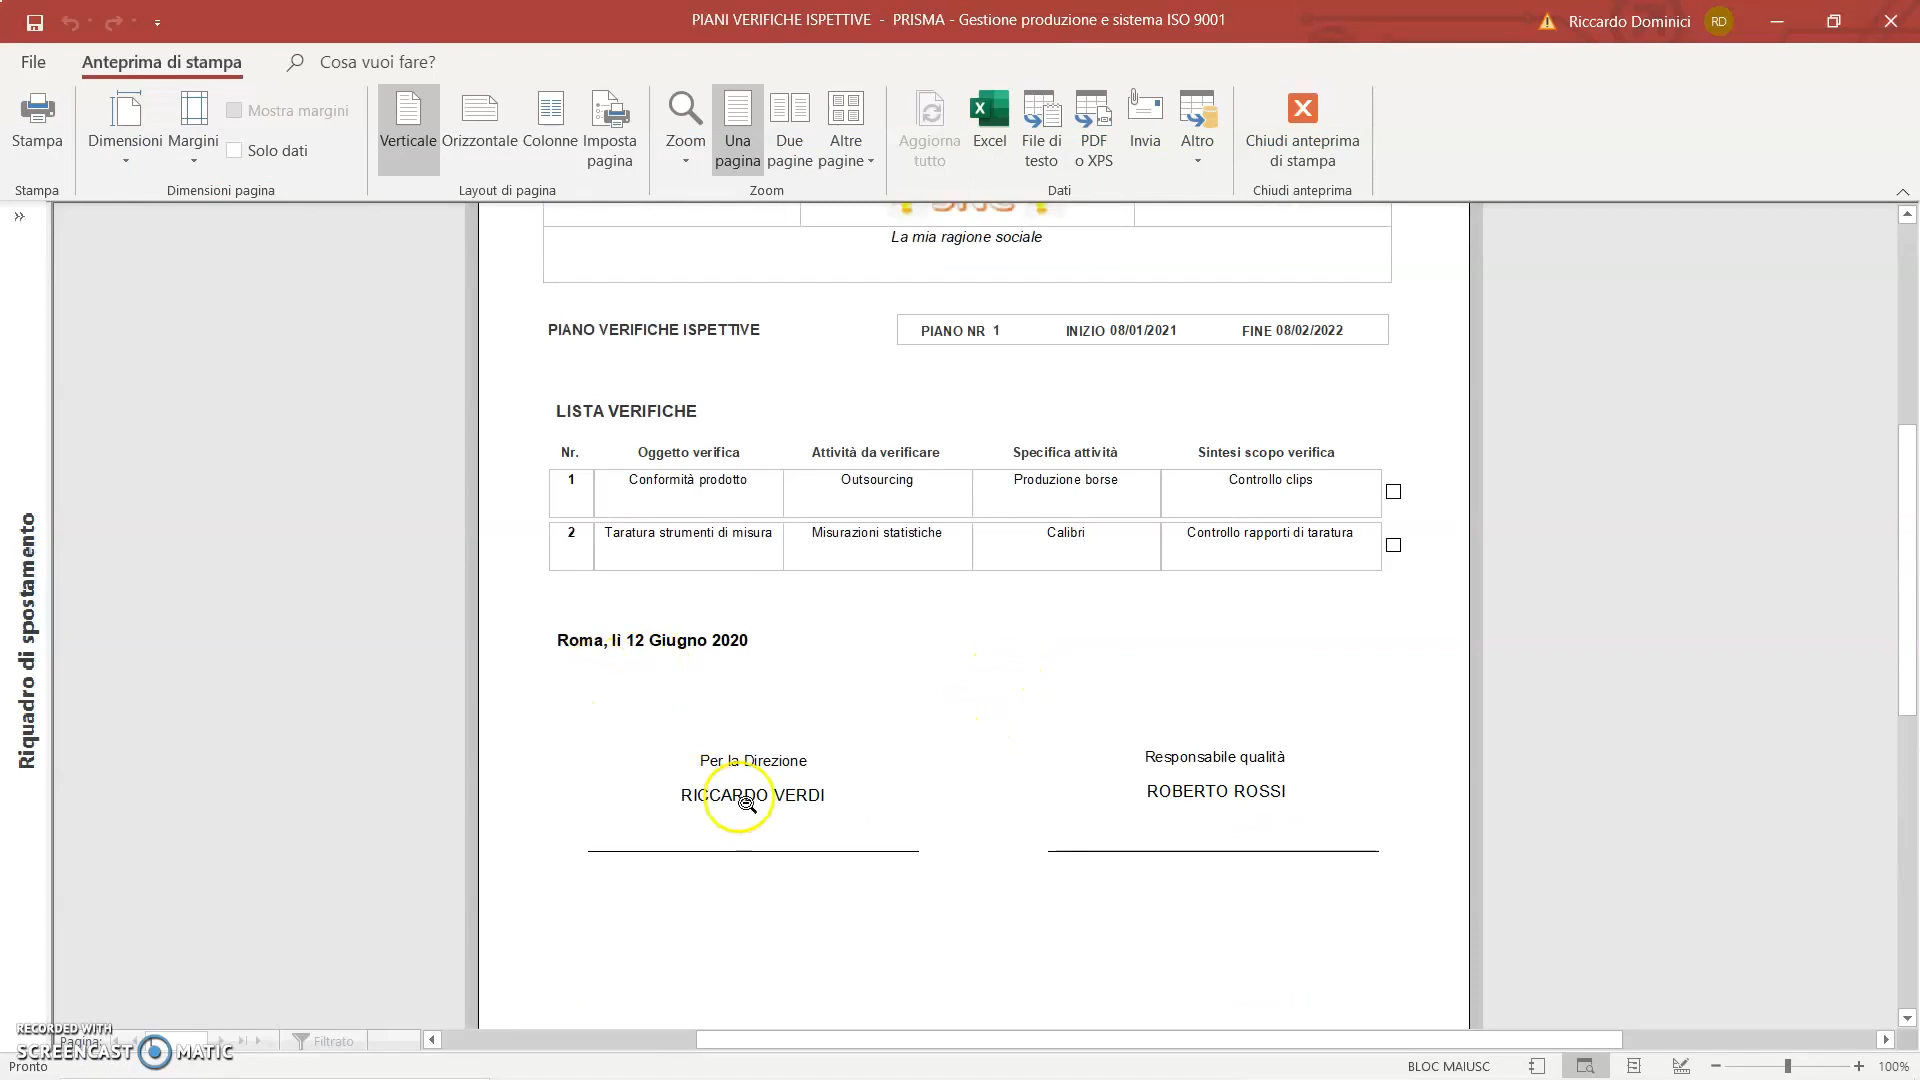 PIANI VERIFICHE ISPETTIVE - PRISMA - Gestione produzione e sistema ISO 9001
Riccardo Dominici
RD
File
Anteprima di stampa
Cosa vuoi fare?
Stampa
Dimensioni
Margini
Mostra margini
Solo dati
Verticale
Orizzontale
Colonne
Imposta pagina
Zoom
Una pagina
Due pagine
Altre pagine
Aggiorna tutto
Excel
File di testo
PDF o XPS
Invia
Altro
Chiudi anteprima di stampa
Stampa
Dimensioni pagina
Layout di pagina
Zoom
Dati
Chiudi anteprima
La mia ragione sociale
PIANO VERIFICHE ISPETTIVE
PIANO NR 1 INIZIO 08/01/2021 FINE 08/02/2022
LISTA VERIFICHE
Nr. Oggetto verifica Attività da verificare Specifica attività Sintesi scopo verifica
1 Conformità prodotto Outsourcing Produzione borse Controllo clips
2 Taratura strumenti di misura Misurazioni statistiche Calibri Controllo rapporti di taratura
Roma, lì 12 Giugno 2020
Per la Direzione
Responsabile qualità
RICCARDO VERDI
ROBERTO ROSSI
Riquadro di spostamento
RECORDED WITH
SCREENCAST MATIC
Pagina:
Filtrato
Pronto
BLOC MAIUSC
100%